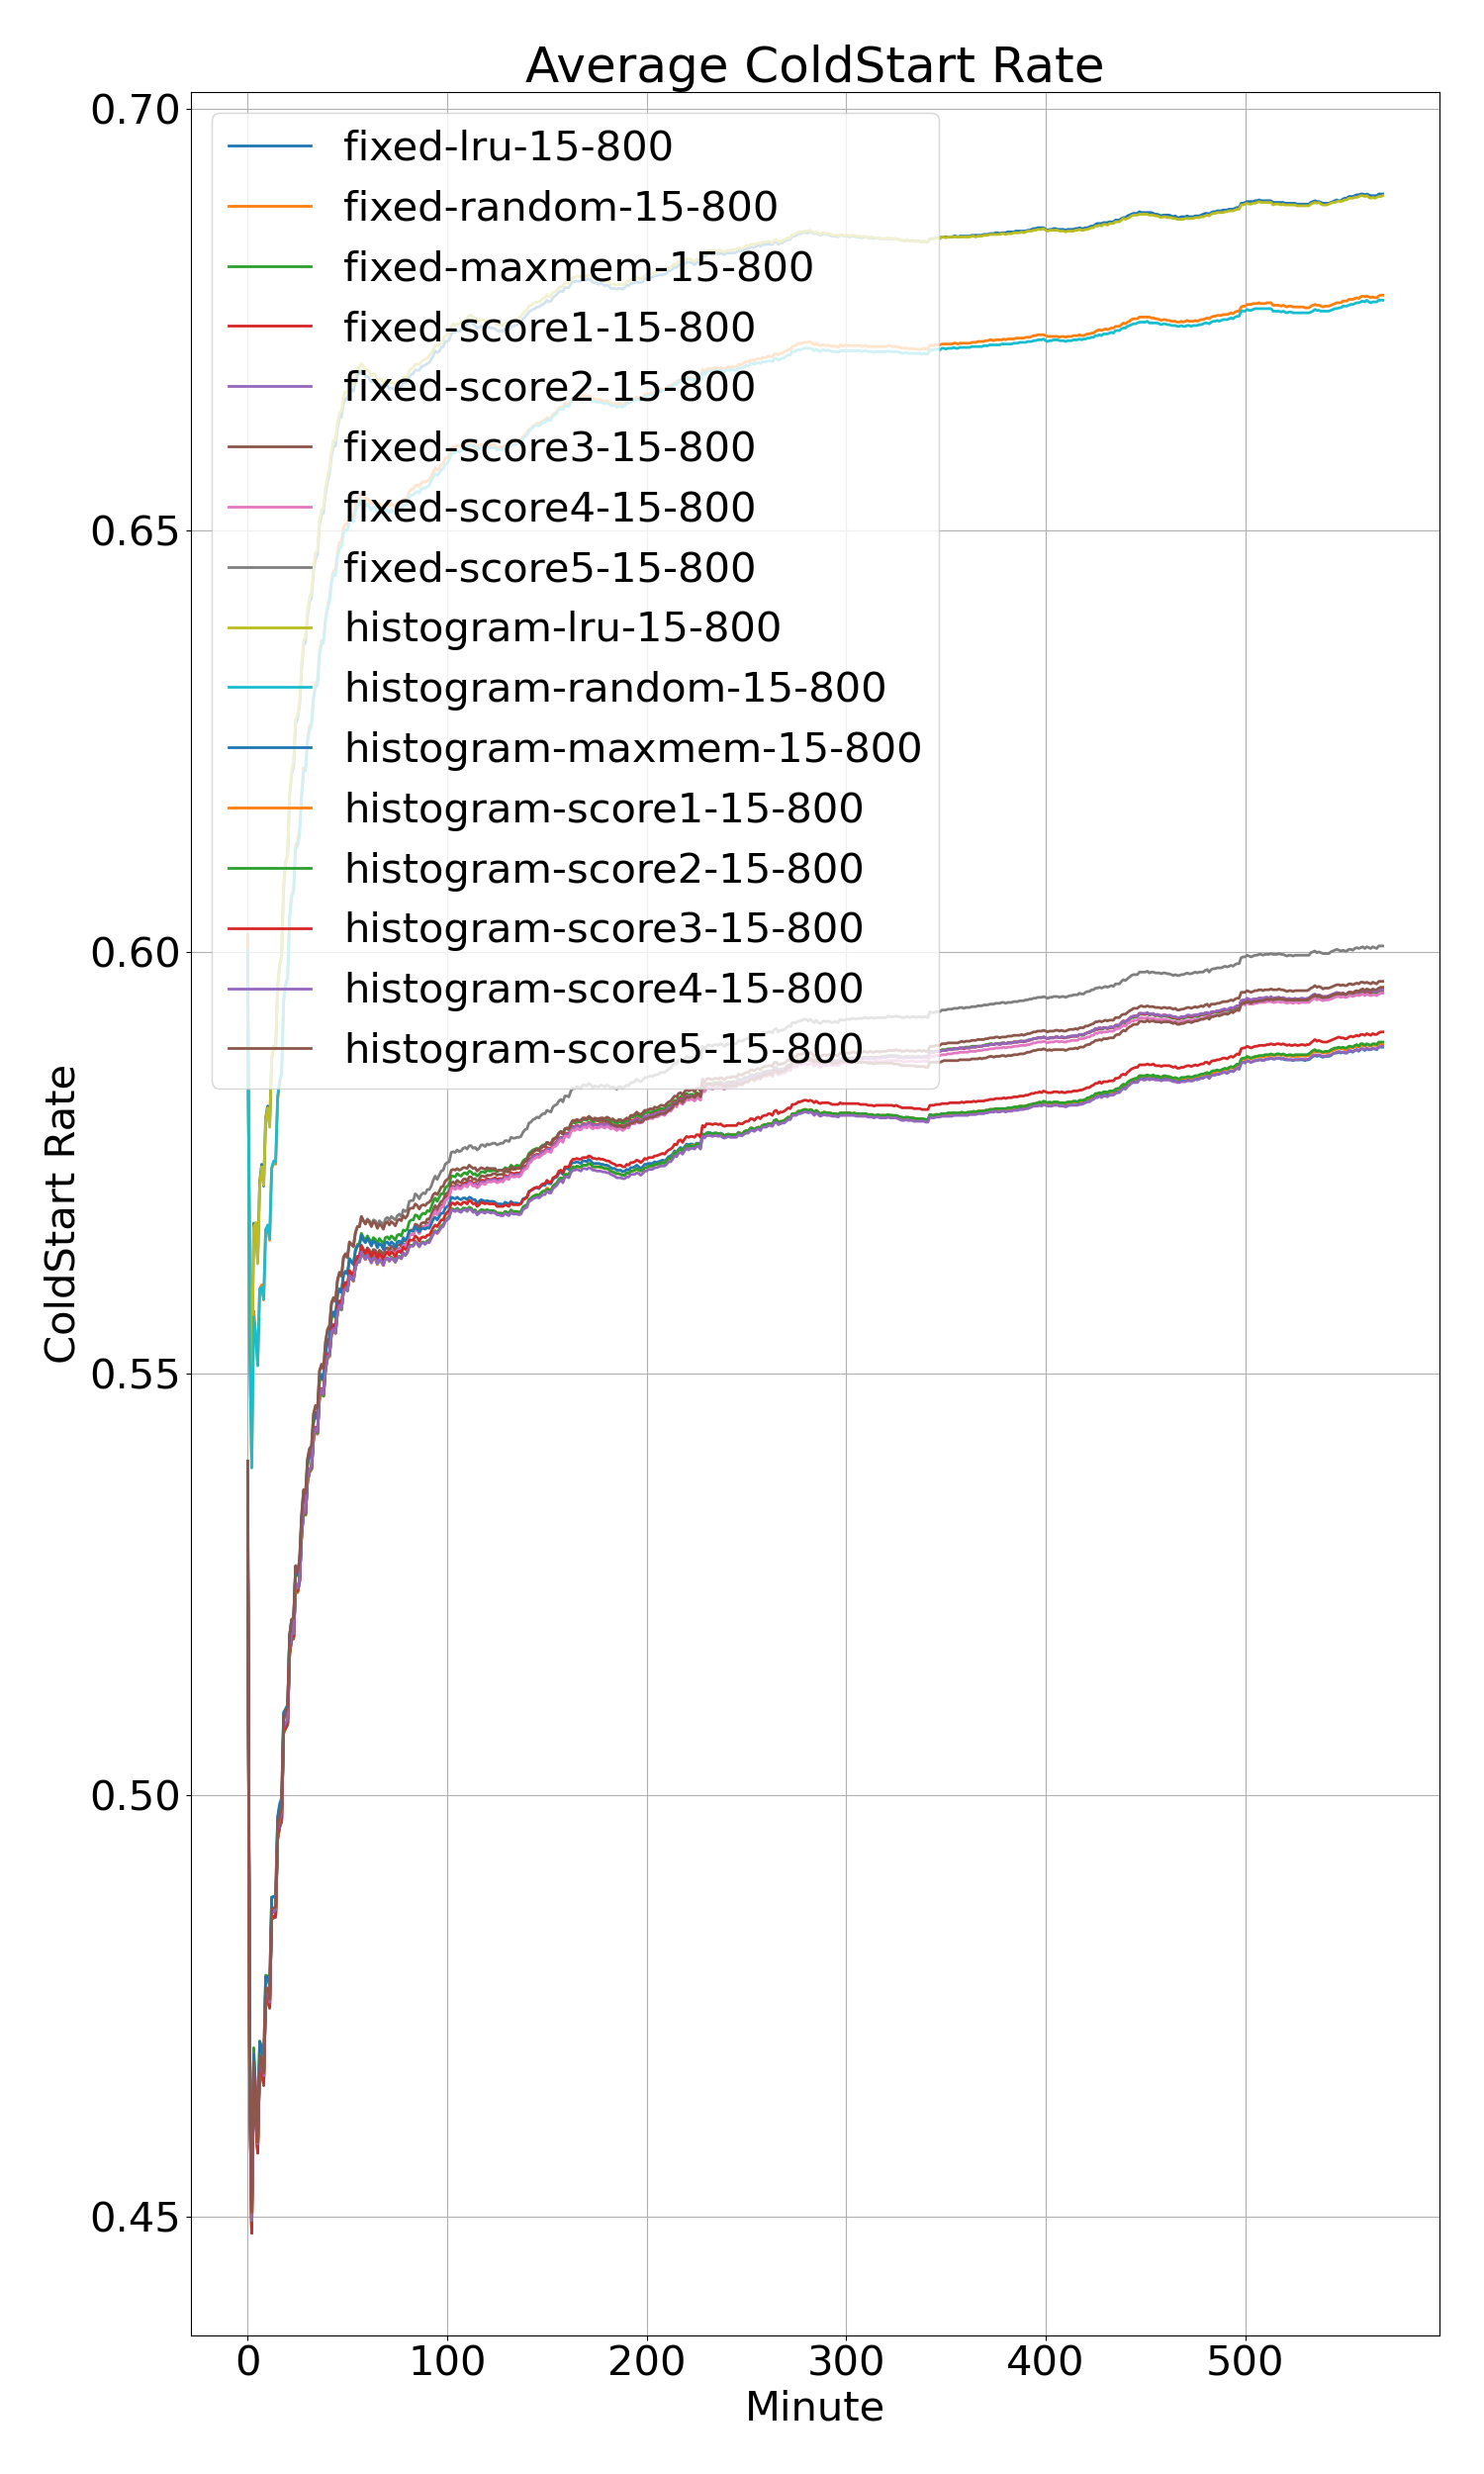 Average ColdStart Rate
0.70
0.65
0.60
0.55
0.50
0.45
ColdStart Rate
fixed-lru-15-800
fixed-random-15-800
fixed-maxmem-15-800
fixed-score1-15-800
fixed-score2-15-800
fixed-score3-15-800
fixed-score4-15-800
fixed-score5-15-800
histogram-lru-15-800
histogram-random-15-800
histogram-maxmem-15-800
histogram-score1-15-800
histogram-score2-15-800
histogram-score3-15-800
histogram-score4-15-800
histogram-score5-15-800
0 100 200 300 400 500
Minute